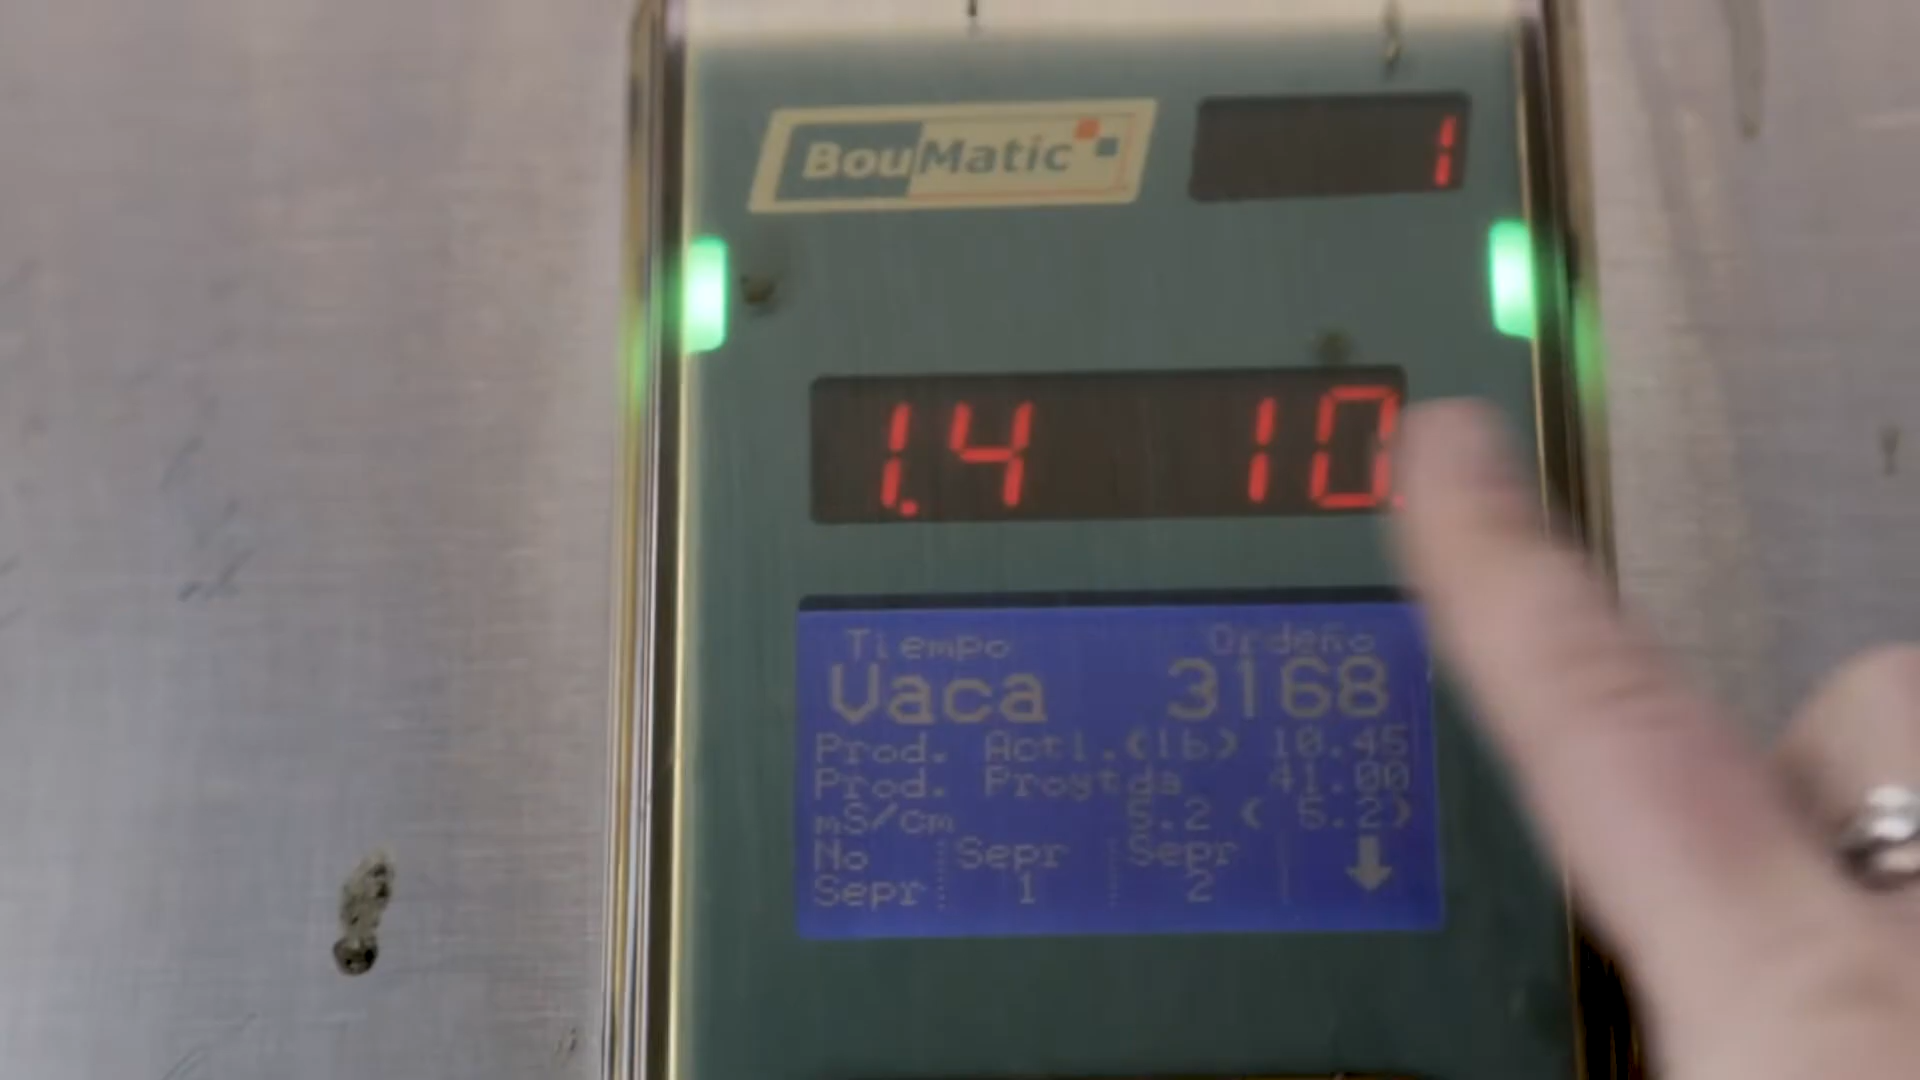 BouMatic 1
1.4 10.
Tiempo Ordeño
Vaca 3168
Prod. Actl.(lb) 10.45
Prod. Proytda 41.00
mS/cm 5.2 ( 5.2)
No Sepr Sepr
Sepr 1 2